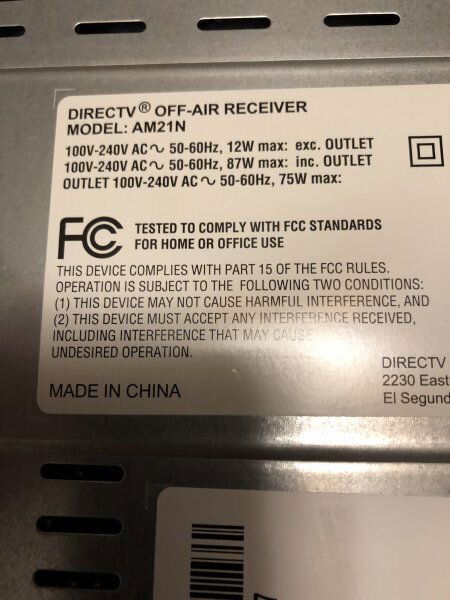 DIRECTV® OFF-AIR RECEIVER
MODEL: AM21N
100V-240V AC∿ 50-60Hz, 12W max: exc. OUTLET
100V-240V AC∿ 50-60Hz, 87W max: inc. OUTLET
OUTLET 100V-240V AC∿ 50-60Hz, 75W max:
FC TESTED TO COMPLY WITH FCC STANDARDS
FOR HOME OR OFFICE USE
THIS DEVICE COMPLIES WITH PART 15 OF THE FCC RULES.
OPERATION IS SUBJECT TO THE FOLLOWING TWO CONDITIONS:
(1) THIS DEVICE MAY NOT CAUSE HARMFUL INTERFERENCE, AND
(2) THIS DEVICE MUST ACCEPT ANY INTERFERENCE RECEIVED,
INCLUDING INTERFERENCE THAT MAY CAUSE
UNDESIRED OPERATION.
DIRECTV
2230 East
El Segund
MADE IN CHINA